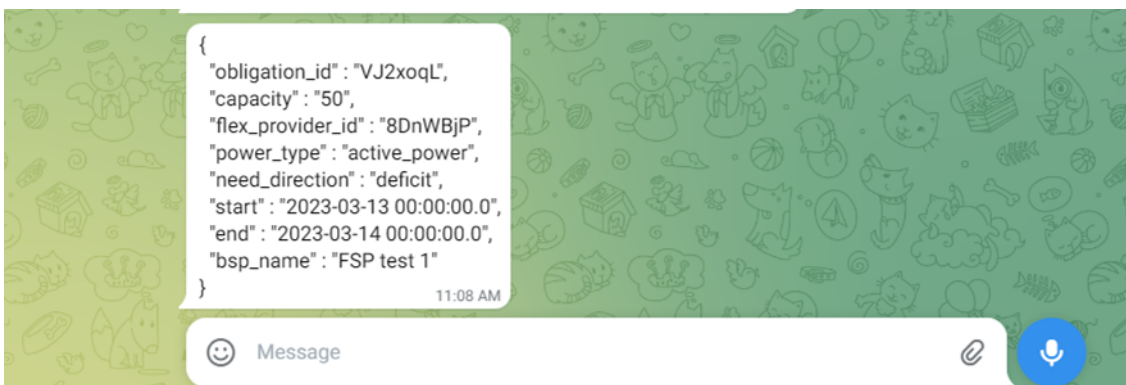 {
"obligation_id" : "VJ2xoqL",
"capacity" : "50",
"flex_provider_id" : "8DnWBjP",
"power_type" : "active_power",
"need_direction" : "deficit",
"start" : "2023-03-13 00:00:00.0",
"end" : "2023-03-14 00:00:00.0",
"bsp_name" : "FSP test 1"
}
11:08 AM
Message